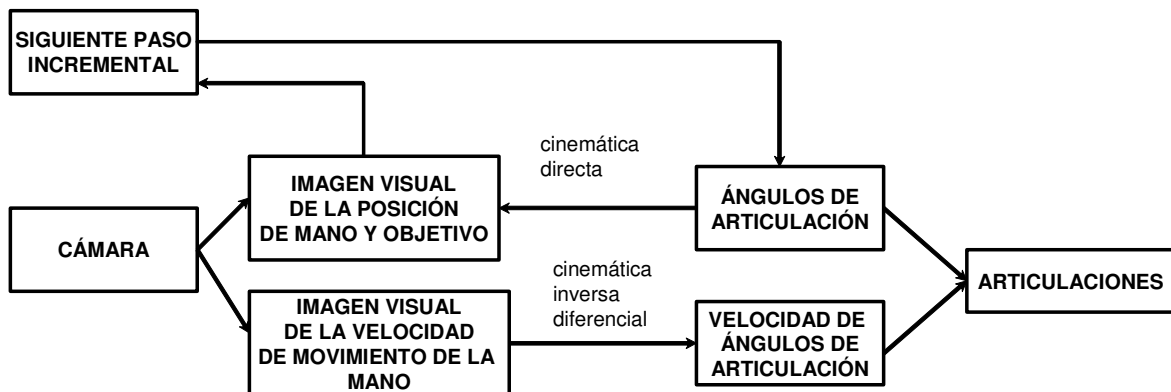 SIGUIENTE PASO
INCREMENTAL
cinemática
directa
IMAGEN VISUAL
DE LA POSICIÓN
DE MANO Y OBJETIVO
ÁNGULOS DE
ARTICULACIÓN
CÁMARA
ARTICULACIONES
cinemática
inversa
diferencial
IMAGEN VISUAL
DE LA VELOCIDAD
DE MOVIMIENTO DE LA
MANO
VELOCIDAD DE
ÁNGULOS DE
ARTICULACIÓN